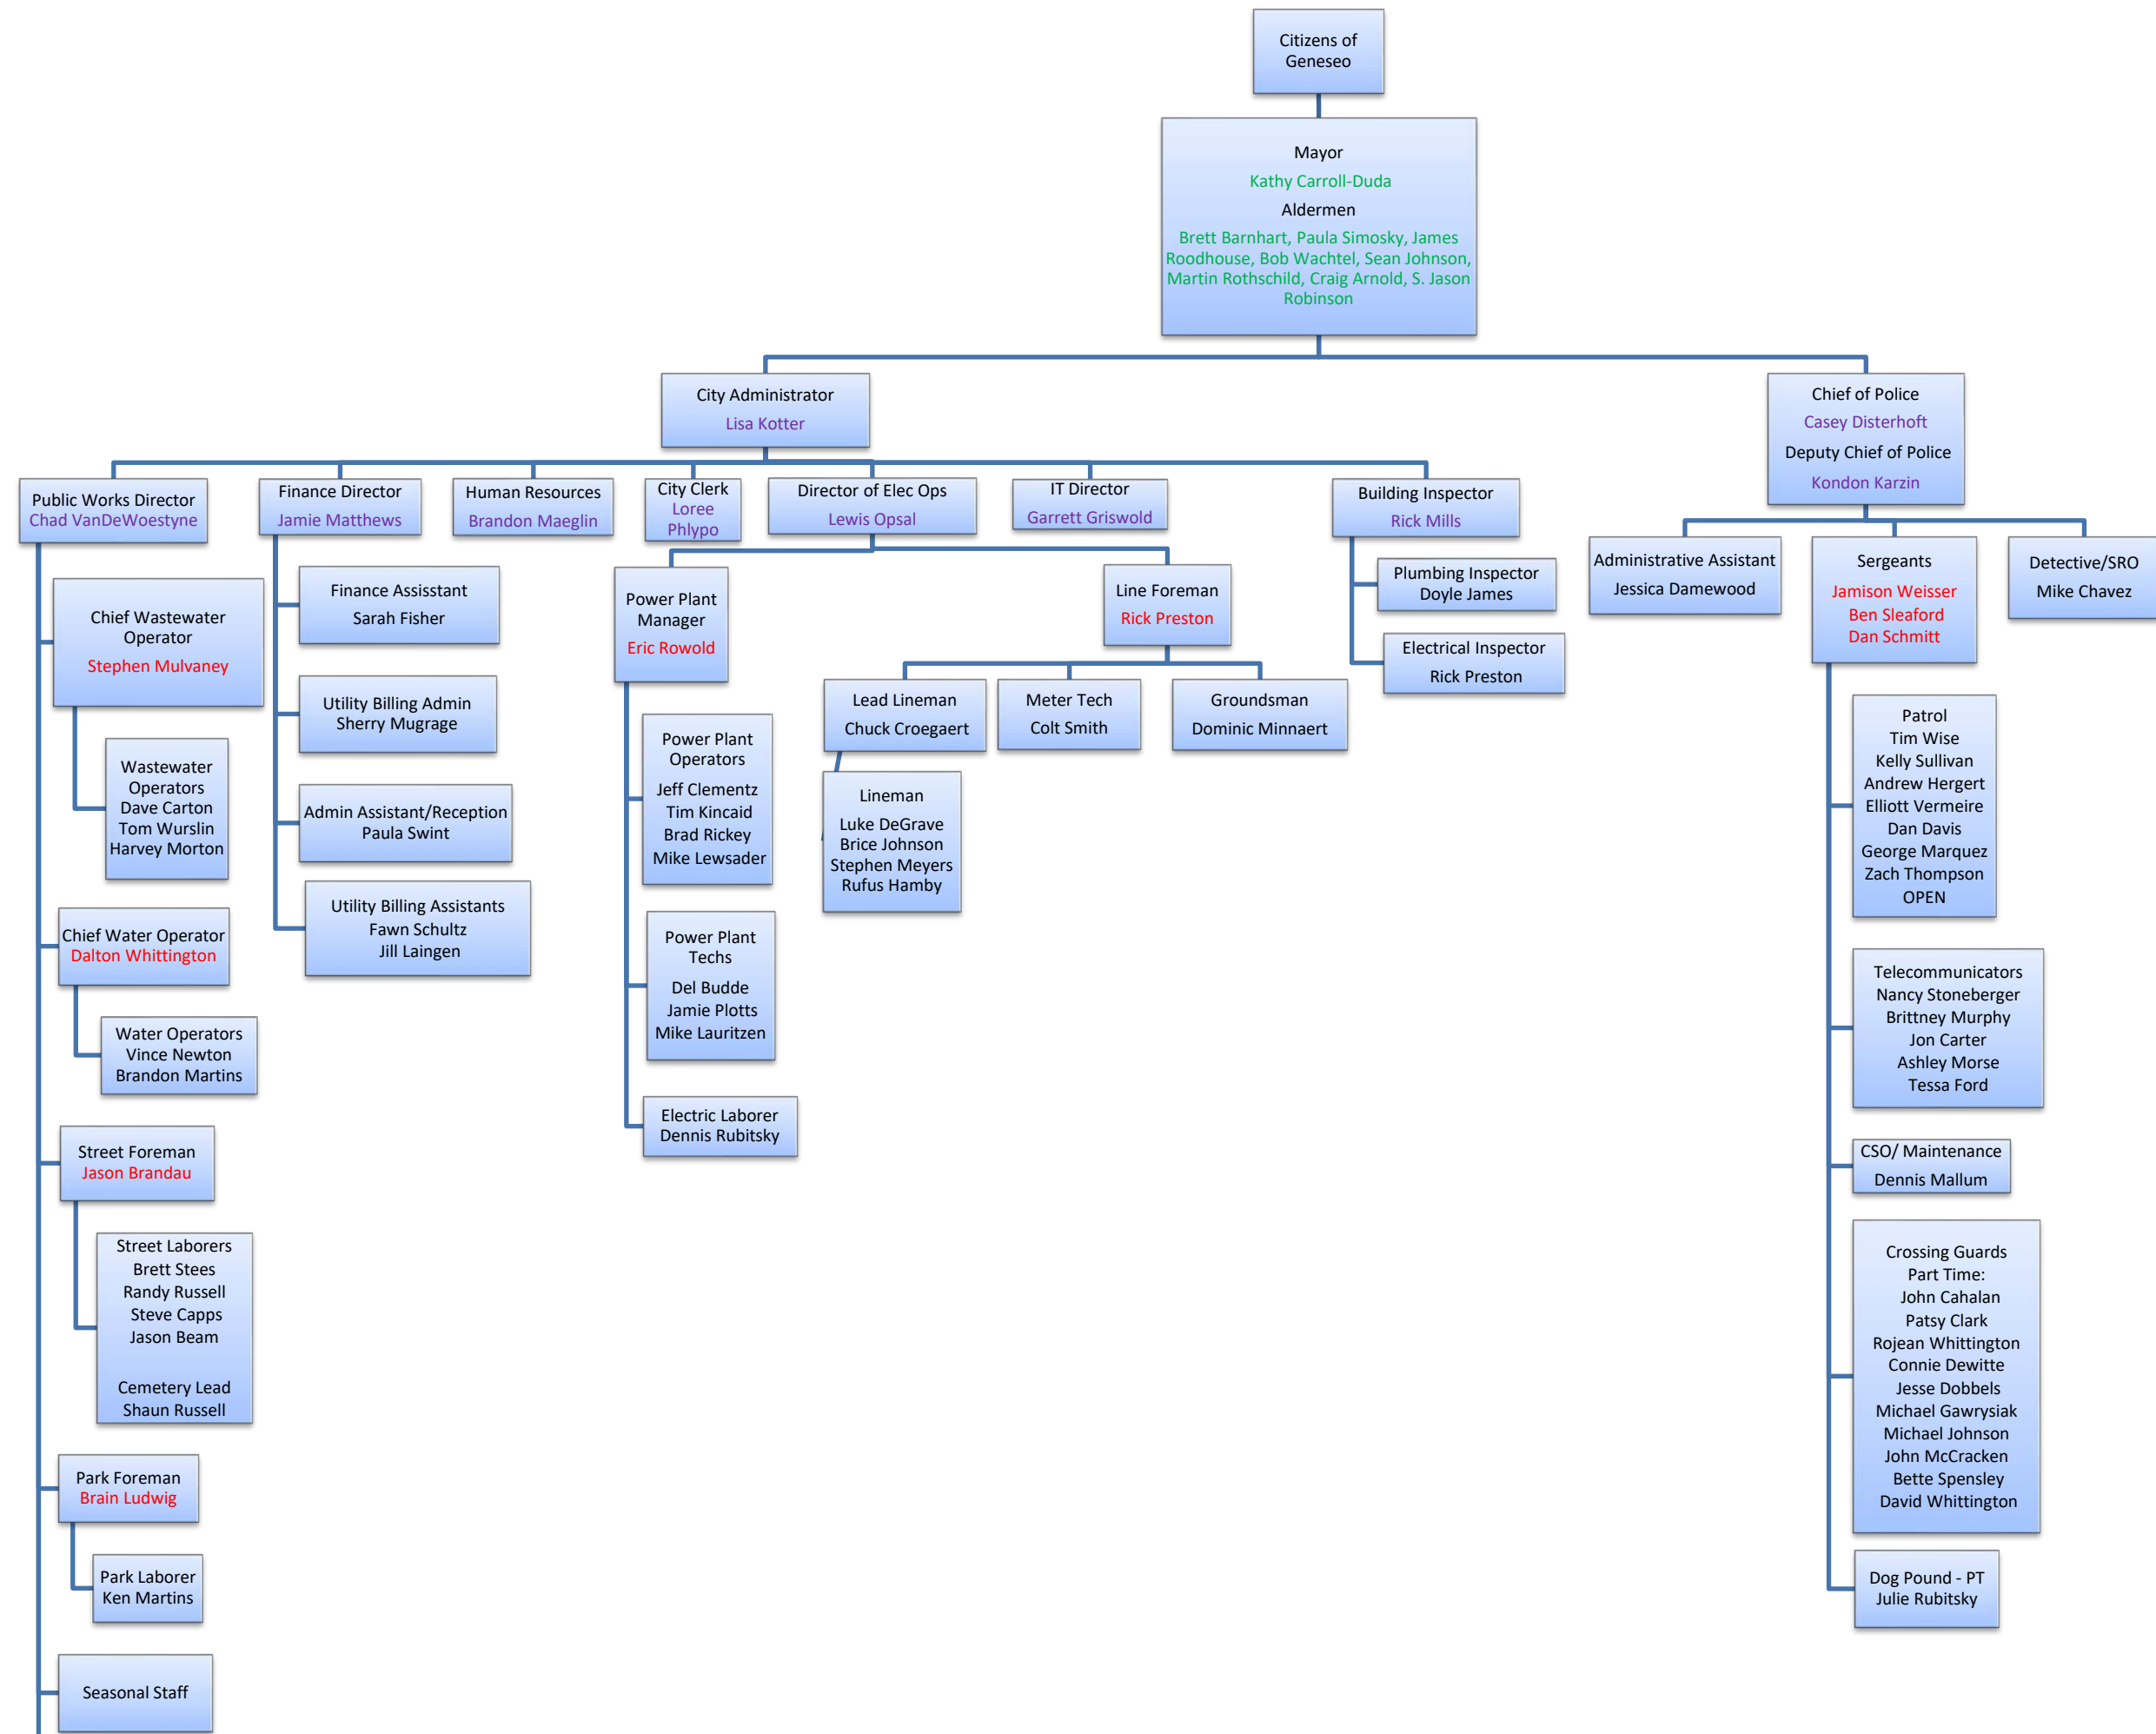 Citizens of
Geneseo
Mayor
Kathy Carroll-Duda
Aldermen
Brett Barnhart, Paula Simosky, James
Roodhouse, Bob Wachtel, Sean Johnson,
Martin Rothschild, Craig Arnold, S. Jason
Robinson
City Administrator
Lisa Kotter
Chief of Police
Casey Disterhoft
Deputy Chief of Police
Kondon Karzin
Public Works Director
Chad VanDeWoestyne
Finance Director
Jamie Matthews
Human Resources
Brandon Maeglin
City Clerk
Loree
Phlypo
Director of Elec Ops
Lewis Opsal
IT Director
Garrett Griswold
Building Inspector
Rick Mills
Chief Wastewater
Operator
Stephen Mulvaney
Wastewater
Operators
Dave Carton
Tom Wurslin
Harvey Morton
Chief Water Operator
Dalton Whittington
Water Operators
Vince Newton
Brandon Martins
Street Foreman
Jason Brandau
Street Laborers
Brett Stees
Randy Russell
Steve Capps
Jason Beam
Cemetery Lead
Shaun Russell
Park Foreman
Brain Ludwig
Park Laborer
Ken Martins
Seasonal Staff
Finance Assisstant
Sarah Fisher
Utility Billing Admin
Sherry Mugrage
Admin Assistant/Reception
Paula Swint
Utility Billing Assistants
Fawn Schultz
Jill Laingen
Power Plant
Manager
Eric Rowold
Power Plant
Operators
Jeff Clementz
Tim Kincaid
Brad Rickey
Mike Lewsader
Power Plant
Techs
Del Budde
Jamie Plotts
Mike Lauritzen
Electric Laborer
Dennis Rubitsky
Line Foreman
Rick Preston
Lead Lineman
Chuck Croegaert
Meter Tech
Colt Smith
Groundsman
Dominic Minnaert
Lineman
Luke DeGrave
Brice Johnson
Stephen Meyers
Rufus Hamby
Plumbing Inspector
Doyle James
Electrical Inspector
Rick Preston
Administrative Assistant
Jessica Damewood
Sergeants
Jamison Weisser
Ben Sleaford
Dan Schmitt
Detective/SRO
Mike Chavez
Patrol
Tim Wise
Kelly Sullivan
Andrew Hergert
Elliott Vermeire
Dan Davis
George Marquez
Zach Thompson
OPEN
Telecommunicators
Nancy Stoneberger
Brittney Murphy
Jon Carter
Ashley Morse
Tessa Ford
CSO/ Maintenance
Dennis Mallum
Crossing Guards
Part Time:
John Cahalan
Patsy Clark
Rojean Whittington
Connie Dewitte
Jesse Dobbels
Michael Gawrysiak
Michael Johnson
John McCracken
Bette Spensley
David Whittington
Dog Pound - PT
Julie Rubitsky